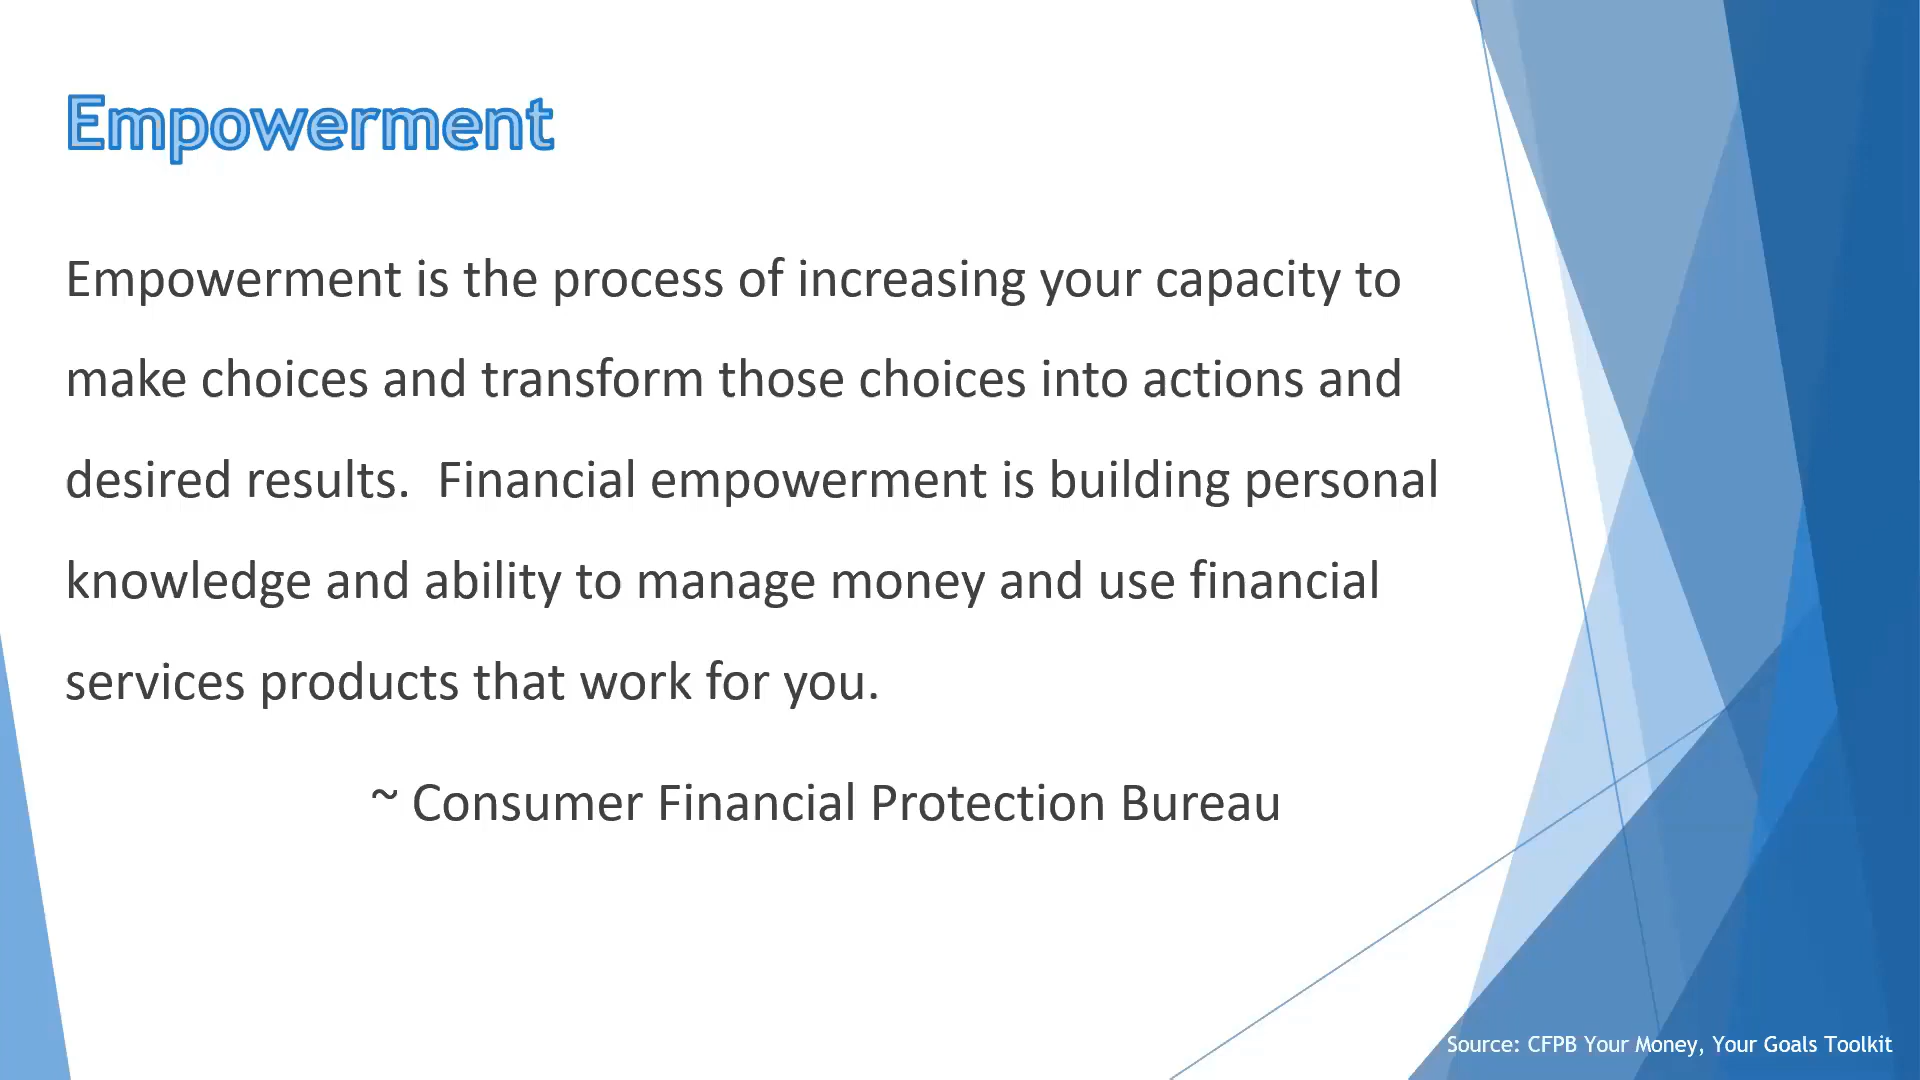 Empowerment
Empowerment is the process of increasing your capacity to
make choices and transform those choices into actions and
desired results.  Financial empowerment is building personal
knowledge and ability to manage money and use financial
services products that work for you.
~ Consumer Financial Protection Bureau
Source: CFPB Your Money, Your Goals Toolkit